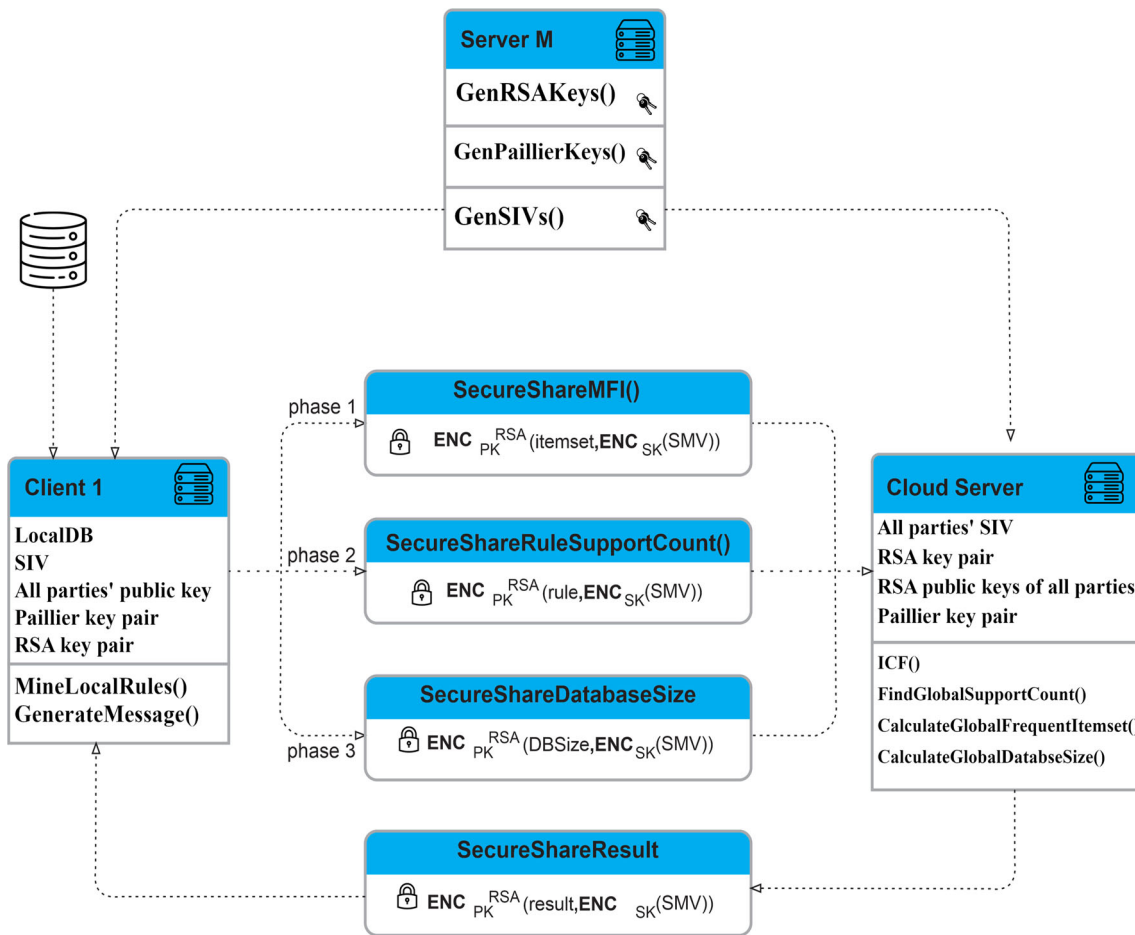 Server M
GenRSAKeys()
GenPaillierKeys()
GenSIVs()
phase 1
SecureShareMFI()
ENC PK RSA (itemset,ENC SK(SMV))
Client 1
LocalDB
SIV
All parties' public key
Paillier key pair
RSA key pair
MineLocalRules()
GenerateMessage()
phase 2
SecureShareRuleSupportCount()
ENC PK RSA (rule,ENC SK(SMV))
phase 3
SecureShareDatabaseSize
ENC PK RSA (DBSize,ENC SK(SMV))
Cloud Server
All parties' SIV
RSA key pair
RSA public keys of all parties
Paillier key pair
ICF()
FindGlobalSupportCount()
CalculateGlobalFrequentItemset()
CalculateGlobalDatabseSize()
SecureShareResult
ENC PK RSA (result,ENC SK(SMV))